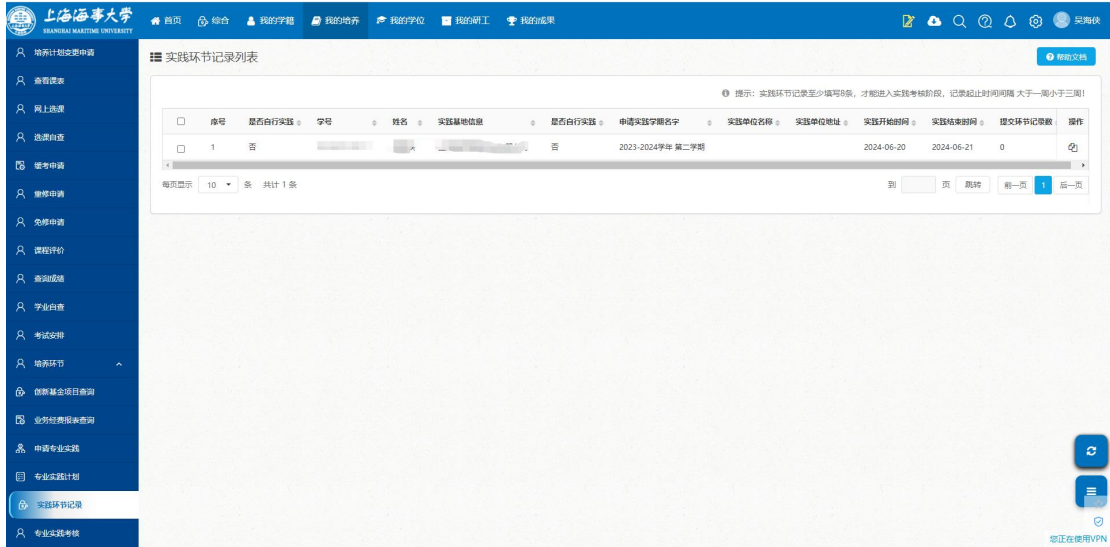 上海海事大学
SHANGHAI MARITIME UNIVERSITY
首页 综合 我的学籍 我的培养 我的学位 我的研工 我的成果
吴海侠
培养计划变更申请
查看课表
网上选课
选课自查
缓考申请
重修申请
免修申请
课程评价
查询成绩
学业自查
考试安排
培养环节
创新基金项目查询
业务经费报表查询
申请专业实践
专业实践计划
实践环节记录
专业实践考核
实践环节记录列表
帮助文档
提示：实践环节记录至少填写8条，才能进入实践考核阶段，记录起止时间间隔 大于一周小于三周!
序号 是否自行实践 学号 姓名 实践基地信息 是否自行实践 申请实践学期名字 实践单位名称 实践单位地址 实践开始时间 实践结束时间 提交环节记录数 操作
1 否 否 2023-2024学年 第二学期 2024-06-20 2024-06-21 0
每页显示 10 条 共计 1 条
到 页 跳转 前一页 1 后一页
您正在使用VPN